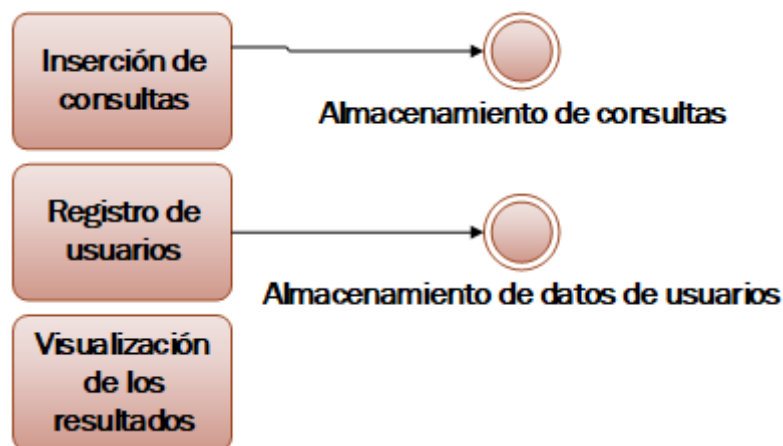 Inserción de
consultas
Almacenamiento de consultas
Registro de
usuarios
Almacenamiento de datos de usuarios
Visualización
de los
resultados